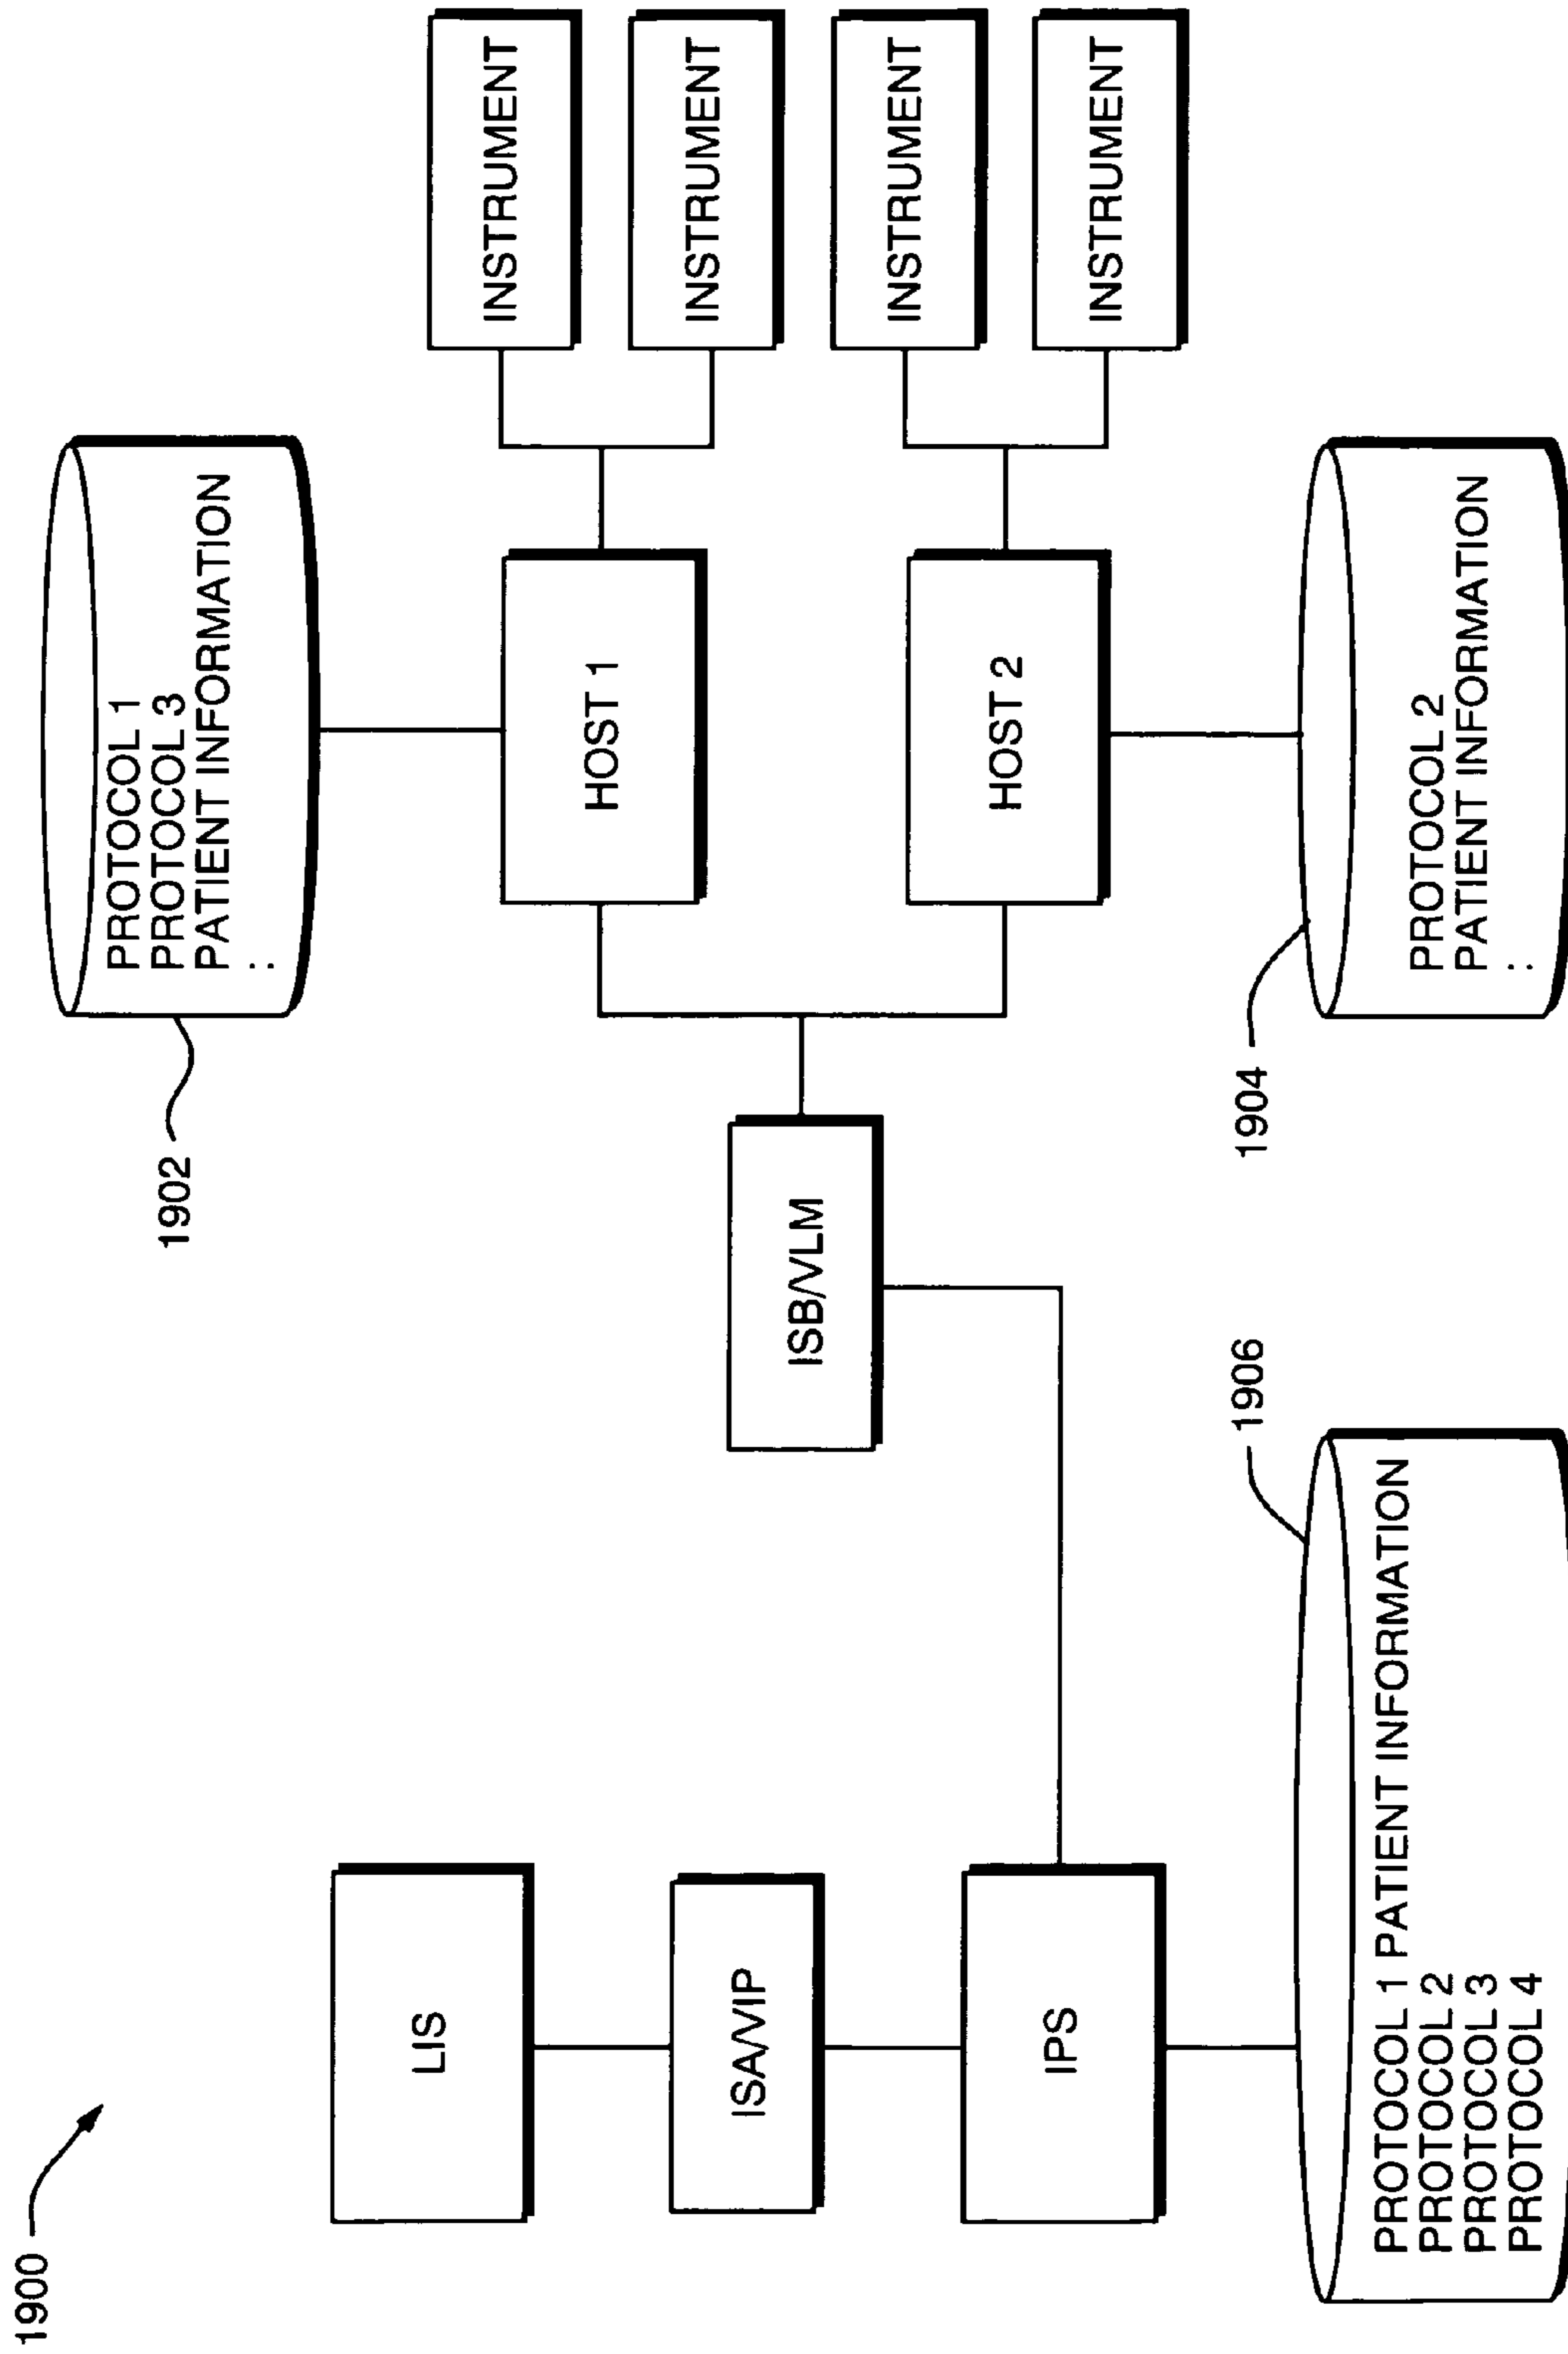 1900
LIS
ISA/VIP
IPS
PROTOCOL 1 PATIENT INFORMATION
PROTOCOL 2
PROTOCOL 3
PROTOCOL 4
1906
ISB/VLM
1902
PROTOCOL 1
PROTOCOL 3
PATIENT INFORMATION
:
HOST 1
HOST 2
1904
PROTOCOL 2
PATIENT INFORMATION
:
INSTRUMENT
INSTRUMENT
INSTRUMENT
INSTRUMENT